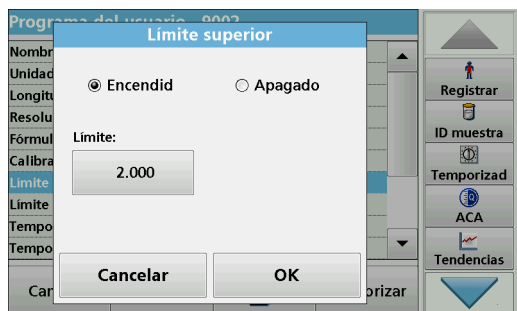 Programa del usuario - 9002
Límite superior
Nombr
Unidad
Longitu
Resolu
Fórmul
Calibra
Límite
Límite
Tempo
Tempo
Encendid
Apagado
Límite:
2.000
Cancelar
OK
Can
orizar
Registrar
ID muestra
Temporizad
ACA
Tendencias